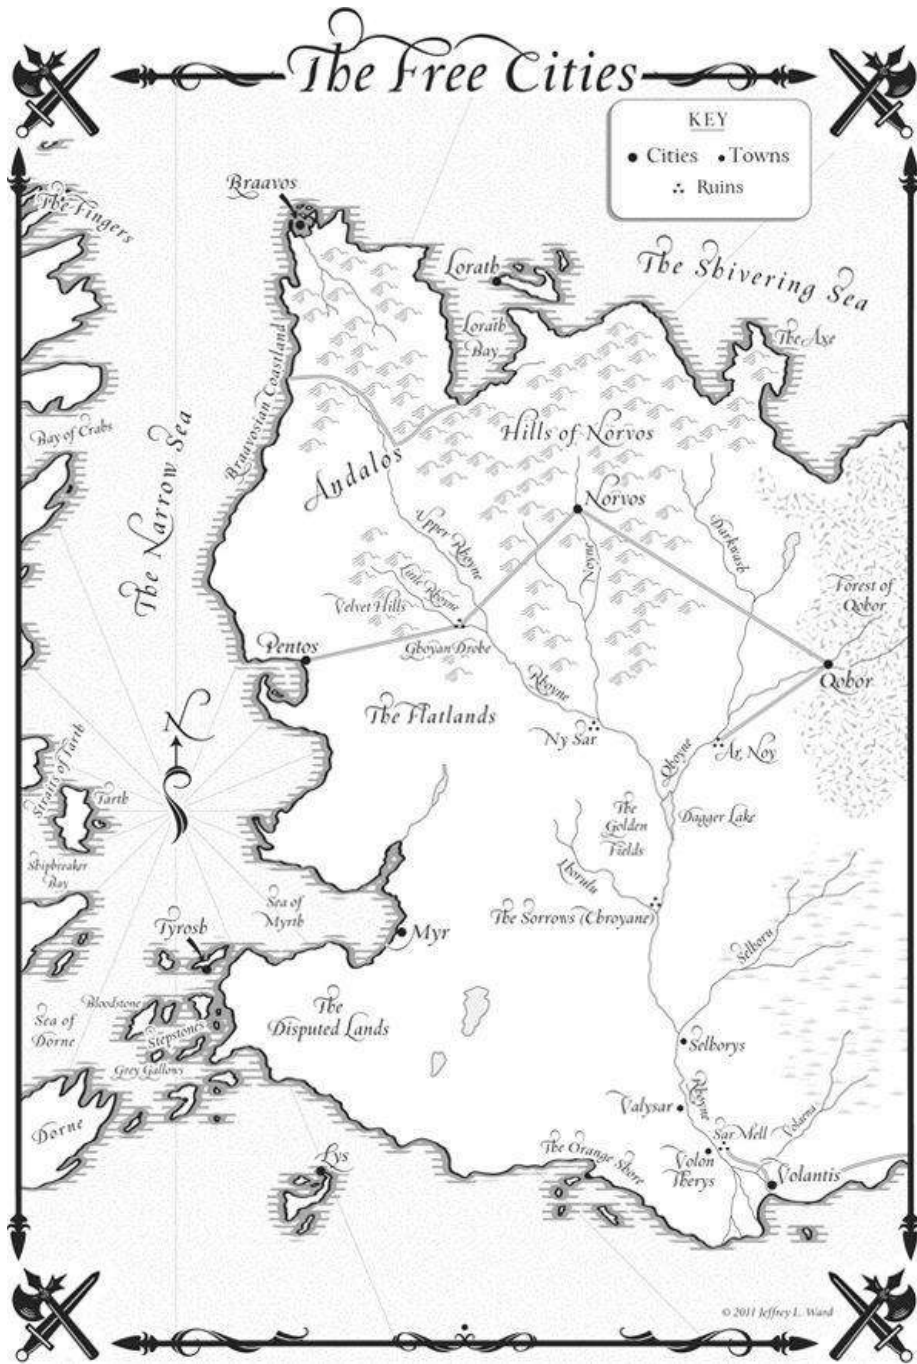 The Free Cities
KEY
Cities
Towns
Ruins
Braavos
The Fingers
Lorath
The Shivering Sea
Lorath
Bay
The Axe
Braavosian Coastland
Bay of Crabs
The Narrow Sea
Hills of Norvos
Andalos
Norvos
Upper Rhoyne
Noyne
Darkwash
Little Rhoyne
Velvet Hills
Forest of
Qohor
Ghoyan Drohe
Pentos
Qohor
Rhoyne
The Flatlands
N
Ny Sar
Ar Noy
Qhoyne
Straits of Tarth
Tarth
The
Golden
Fields
Dagger Lake
Shipbreaker
Bay
Lhorulu
Sea of
Myrth
The Sorrows (Chroyane)
Tyrosh
Myr
Selhoru
Bloodstone
The
Disputed Lands
Sea of
Dorne
Stepstones
Selhorys
Grey Gallows
Rhoyne
Valysar
Volaena
Dorne
Sar Mell
Lys
The Orange Shore
Volon
Therys
Volantis
© 2011 Jeffrey L. Ward